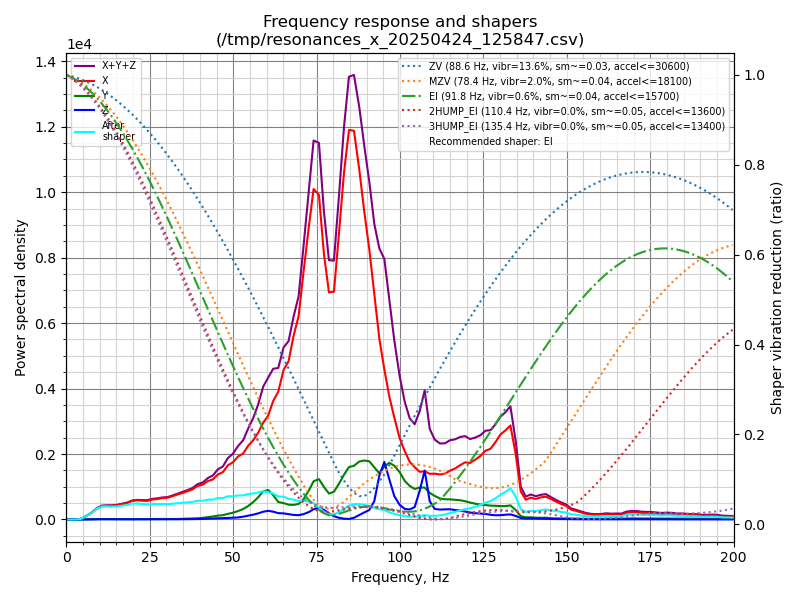 Frequency response and shapers
(/tmp/resonances_x_20250424_125847.csv)
1e4
X+Y+Z
X
Y
Z
After
shaper
ZV (88.6 Hz, vibr=13.6%, sm~=0.03, accel<=30600)
MZV (78.4 Hz, vibr=2.0%, sm~=0.04, accel<=18100)
EI (91.8 Hz, vibr=0.6%, sm~=0.04, accel<=15700)
2HUMP_EI (110.4 Hz, vibr=0.0%, sm~=0.05, accel<=13600)
3HUMP_EI (135.4 Hz, vibr=0.0%, sm~=0.05, accel<=13400)
Recommended shaper: EI
Power spectral density
1.4
1.2
1.0
0.8
0.6
0.4
0.2
0.0
1.0
0.8
0.6
0.4
0.2
0.0
Shaper vibration reduction (ratio)
0 25 50 75 100 125 150 175 200
Frequency, Hz